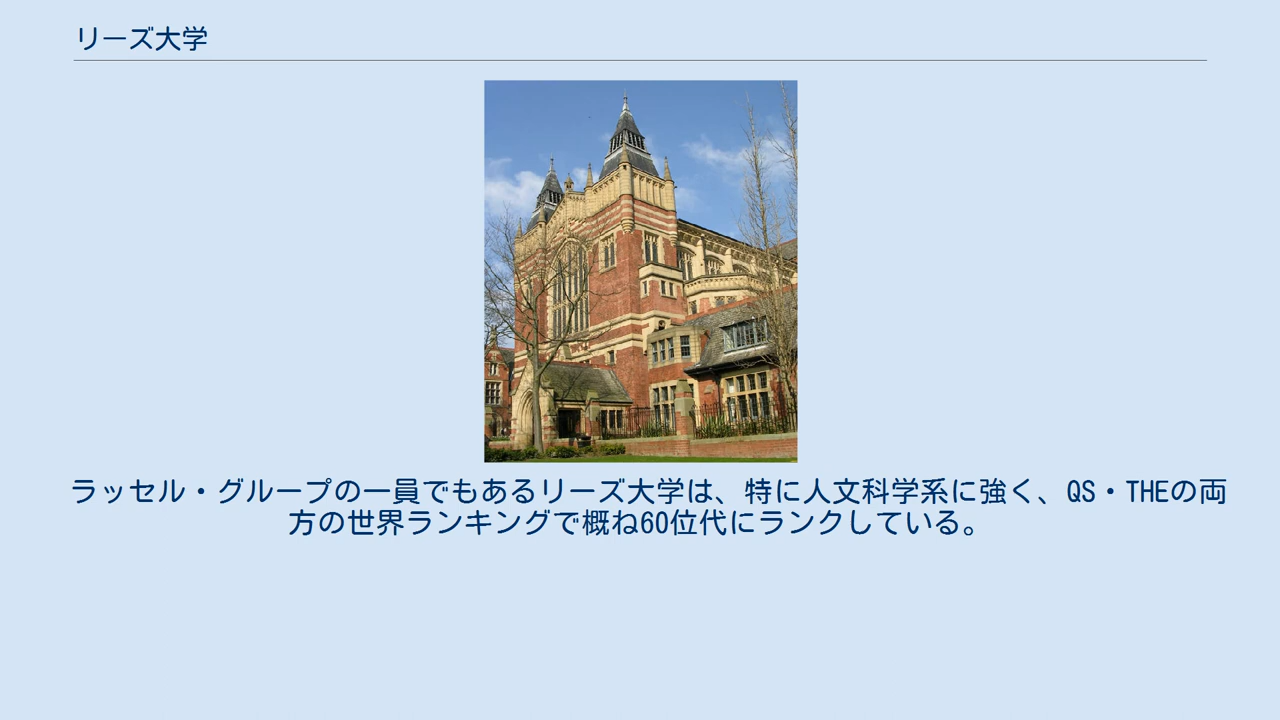 リーズ大学
ラッセル・グループの一員でもあるリーズ大学は、特に人文科学系に強く、QS・THEの両
方の世界ランキングで概ね60位代にランクしている。